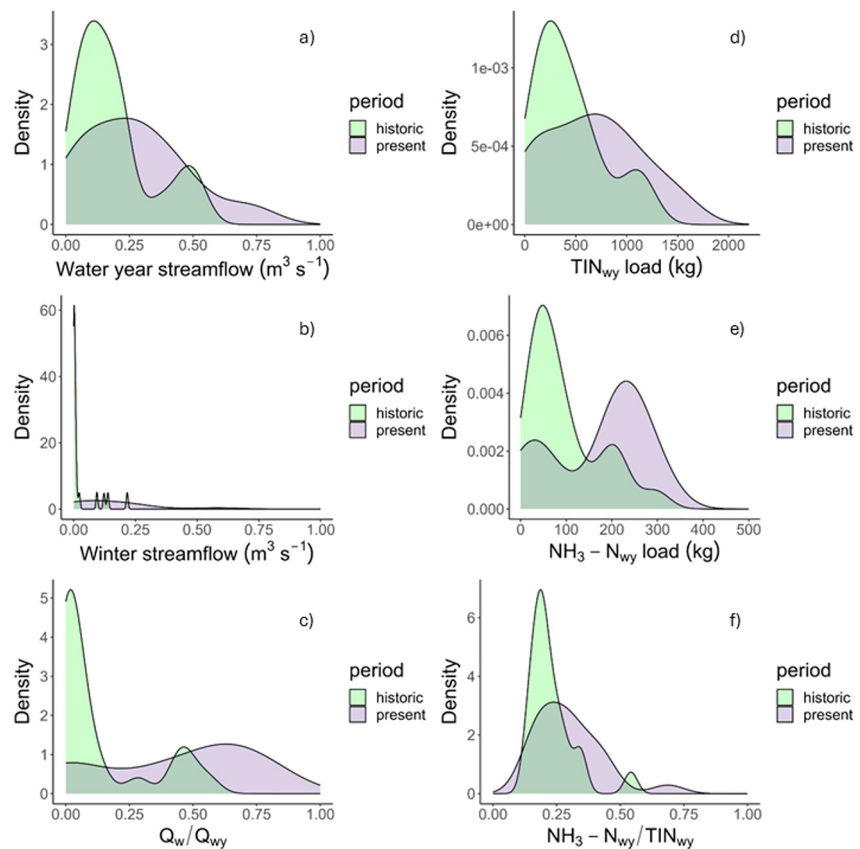 a)
Density
3
2
1
0
0.00 0.25 0.50 0.75 1.00
Water year streamflow (m³ s⁻¹)
period
historic
present
d)
Density
1e-03
5e-04
0e+00
0 500 1000 1500 2000
TINwy load (kg)
period
historic
present
b)
Density
60
40
20
0
0.00 0.25 0.50 0.75 1.00
Winter streamflow (m³ s⁻¹)
period
historic
present
e)
Density
0.006
0.004
0.002
0.000
0 100 200 300 400 500
NH₃ − Nwy load (kg)
period
historic
present
c)
Density
5
4
3
2
1
0
0.00 0.25 0.50 0.75 1.00
Qw/Qwy
period
historic
present
f)
Density
6
4
2
0
0.00 0.25 0.50 0.75 1.00
NH₃ − Nwy/TINwy
period
historic
present